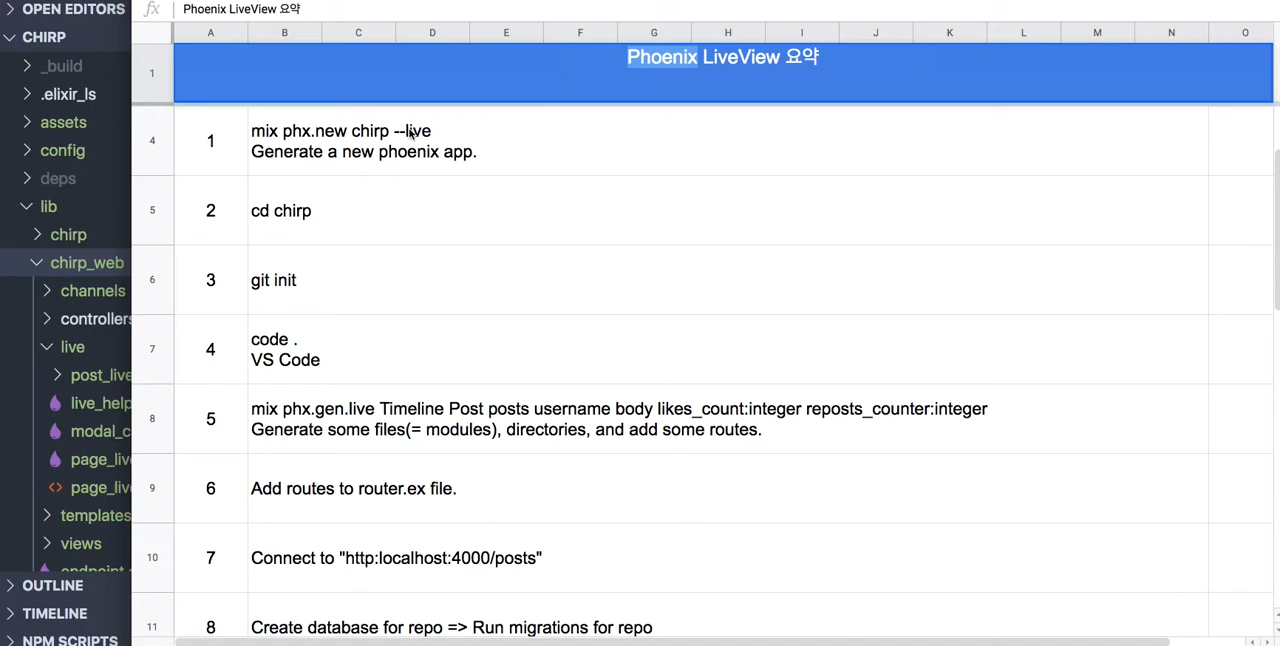 OPEN EDITORS
CHIRP
_build
.elixir_ls
assets
config
deps
lib
chirp
chirp_web
channels
controllers
live
post_live
live_help
modal_c
page_live
<> page_live
templates
views
OUTLINE
TIMELINE
NPM SCRIPTS
fx Phoenix LiveView 요약
A B C D E F G H I J K L M N O
1 Phoenix LiveView 요약
4 1 mix phx.new chirp --live
Generate a new phoenix app.
5 2 cd chirp
6 3 git init
7 4 code .
VS Code
8 5 mix phx.gen.live Timeline Post posts username body likes_count:integer reposts_counter:integer
Generate some files(= modules), directories, and add some routes.
9 6 Add routes to router.ex file.
10 7 Connect to "http:localhost:4000/posts"
11 8 Create database for repo => Run migrations for repo